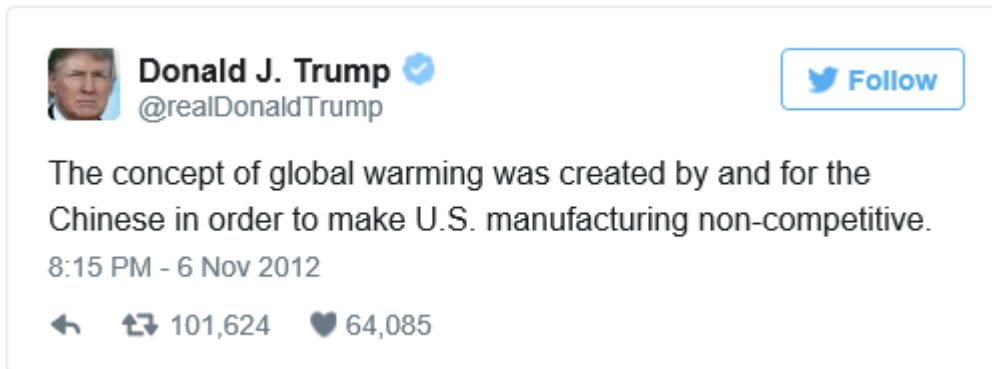 Donald J. Trump
Follow
@realDonaldTrump
The concept of global warming was created by and for the
Chinese in order to make U.S. manufacturing non-competitive.
8:15 PM - 6 Nov 2012
101,624 64,085